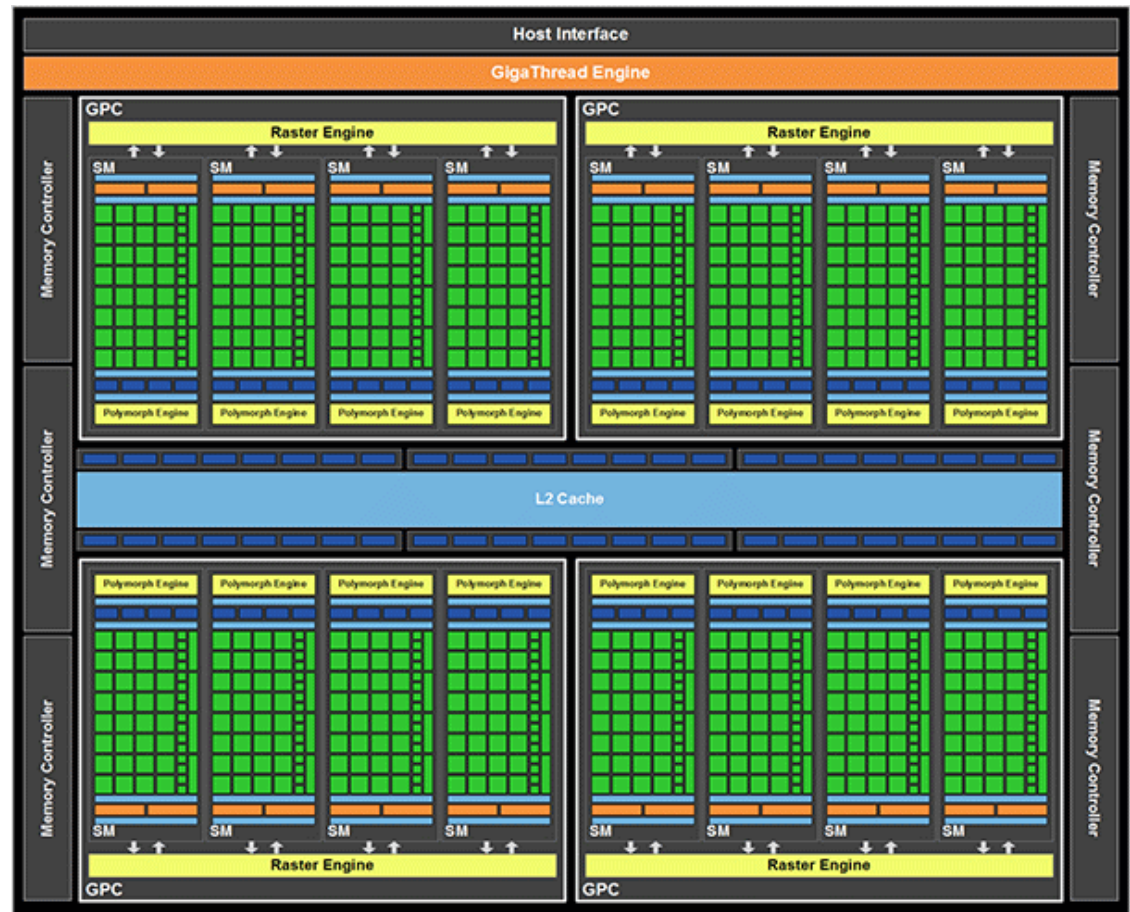 Host Interface
GigaThread Engine
Memory Controller
GPC
Raster Engine
SM SM SM SM
Polymorph Engine Polymorph Engine Polymorph Engine Polymorph Engine
GPC
Raster Engine
SM SM SM SM
Polymorph Engine Polymorph Engine Polymorph Engine Polymorph Engine
Memory Controller
Memory Controller
L2 Cache
Memory Controller
Memory Controller
Polymorph Engine Polymorph Engine Polymorph Engine Polymorph Engine
SM SM SM SM
Raster Engine
GPC
Polymorph Engine Polymorph Engine Polymorph Engine Polymorph Engine
SM SM SM SM
Raster Engine
GPC
Memory Controller